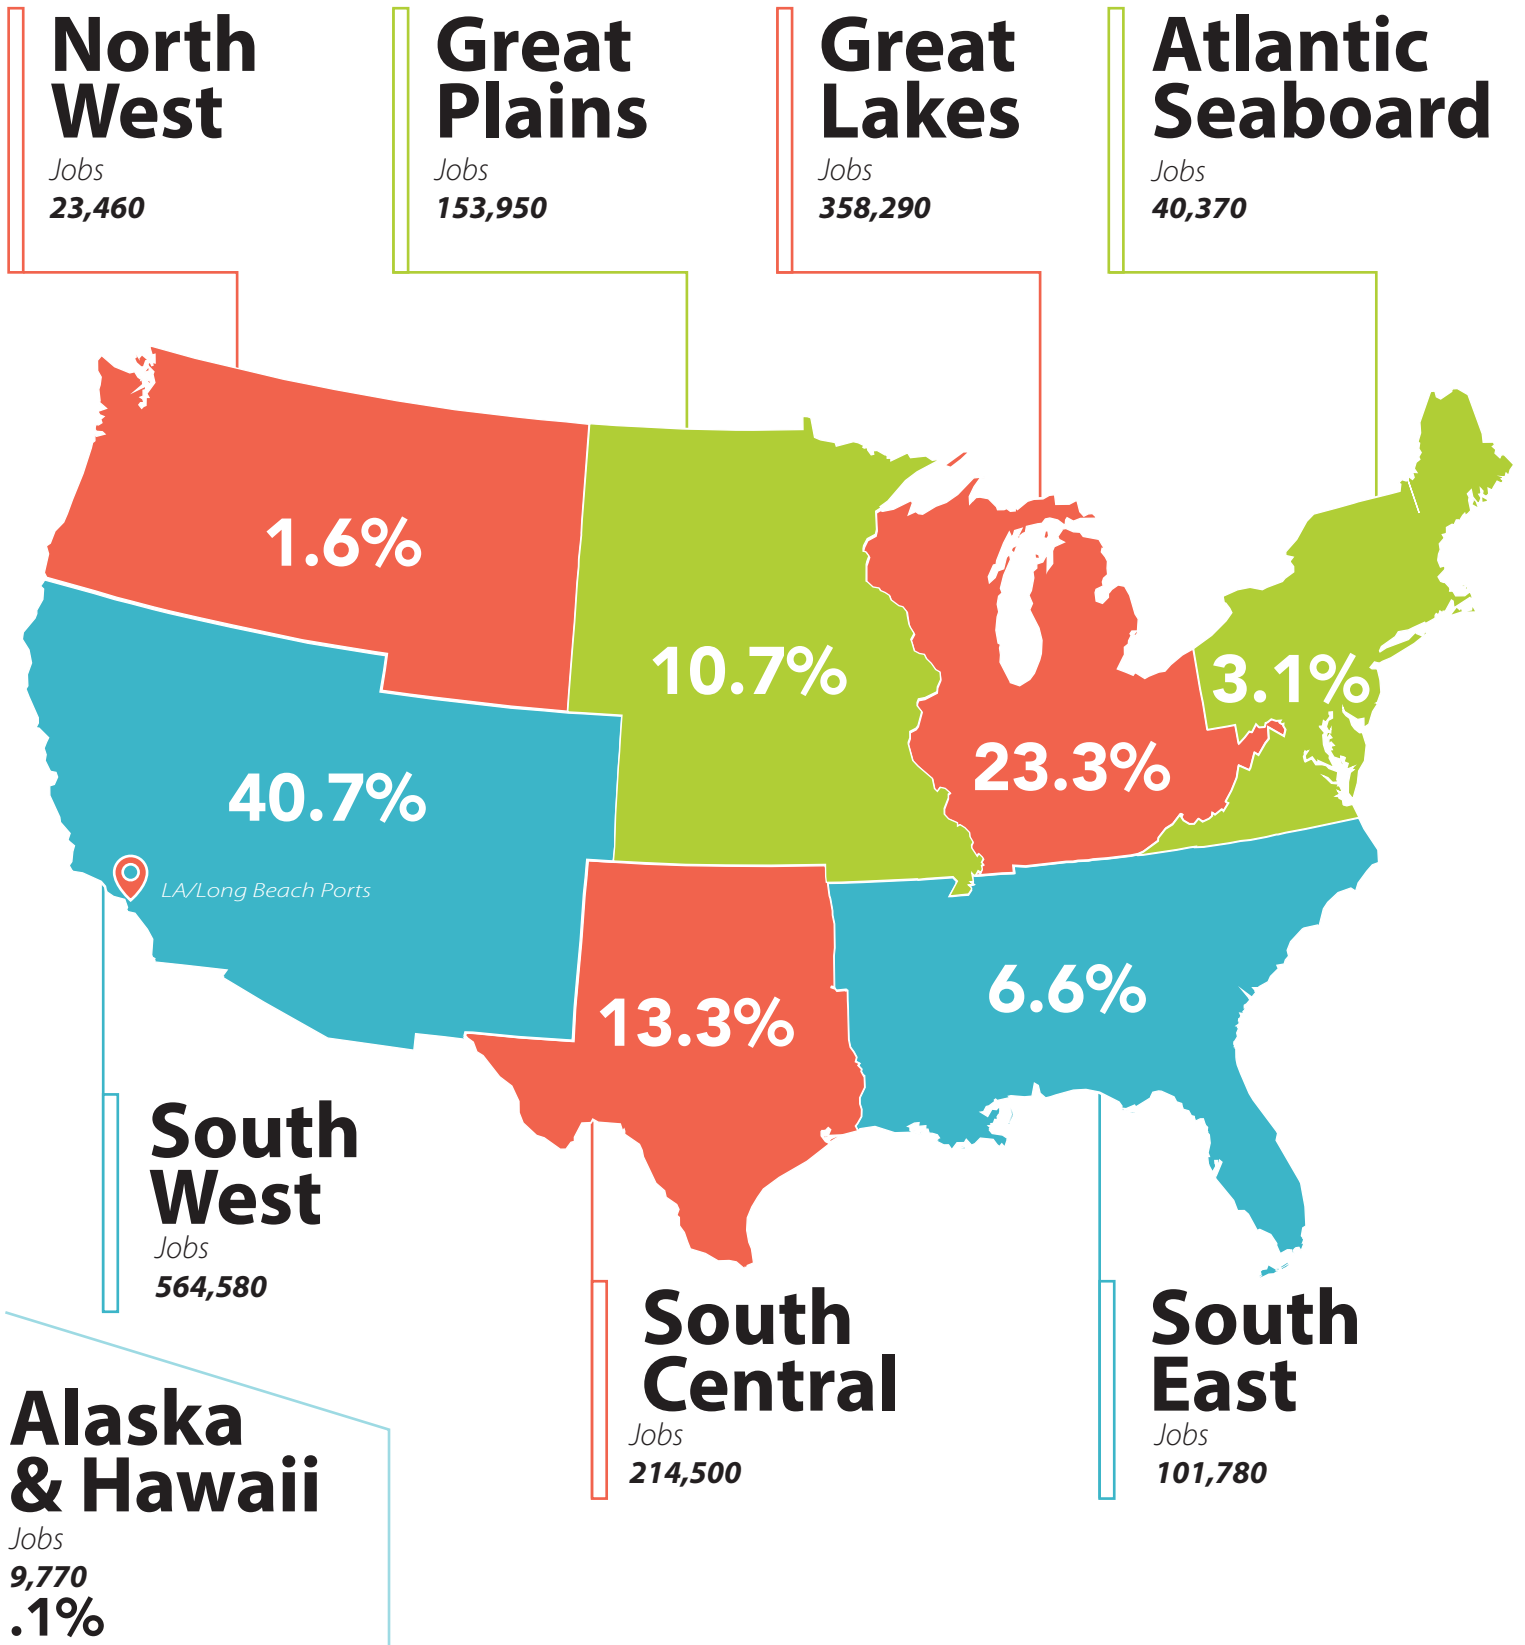 North
West
Jobs
23,460
Great
Plains
Jobs
153,950
Great
Lakes
Jobs
358,290
Atlantic
Seaboard
Jobs
40,370
1.6%
10.7%
3.1%
23.3%
40.7%
LA/Long Beach Ports
6.6%
13.3%
South
West
Jobs
564,580
South
Central
Jobs
214,500
South
East
Jobs
101,780
Alaska
& Hawaii
Jobs
9,770
.1%